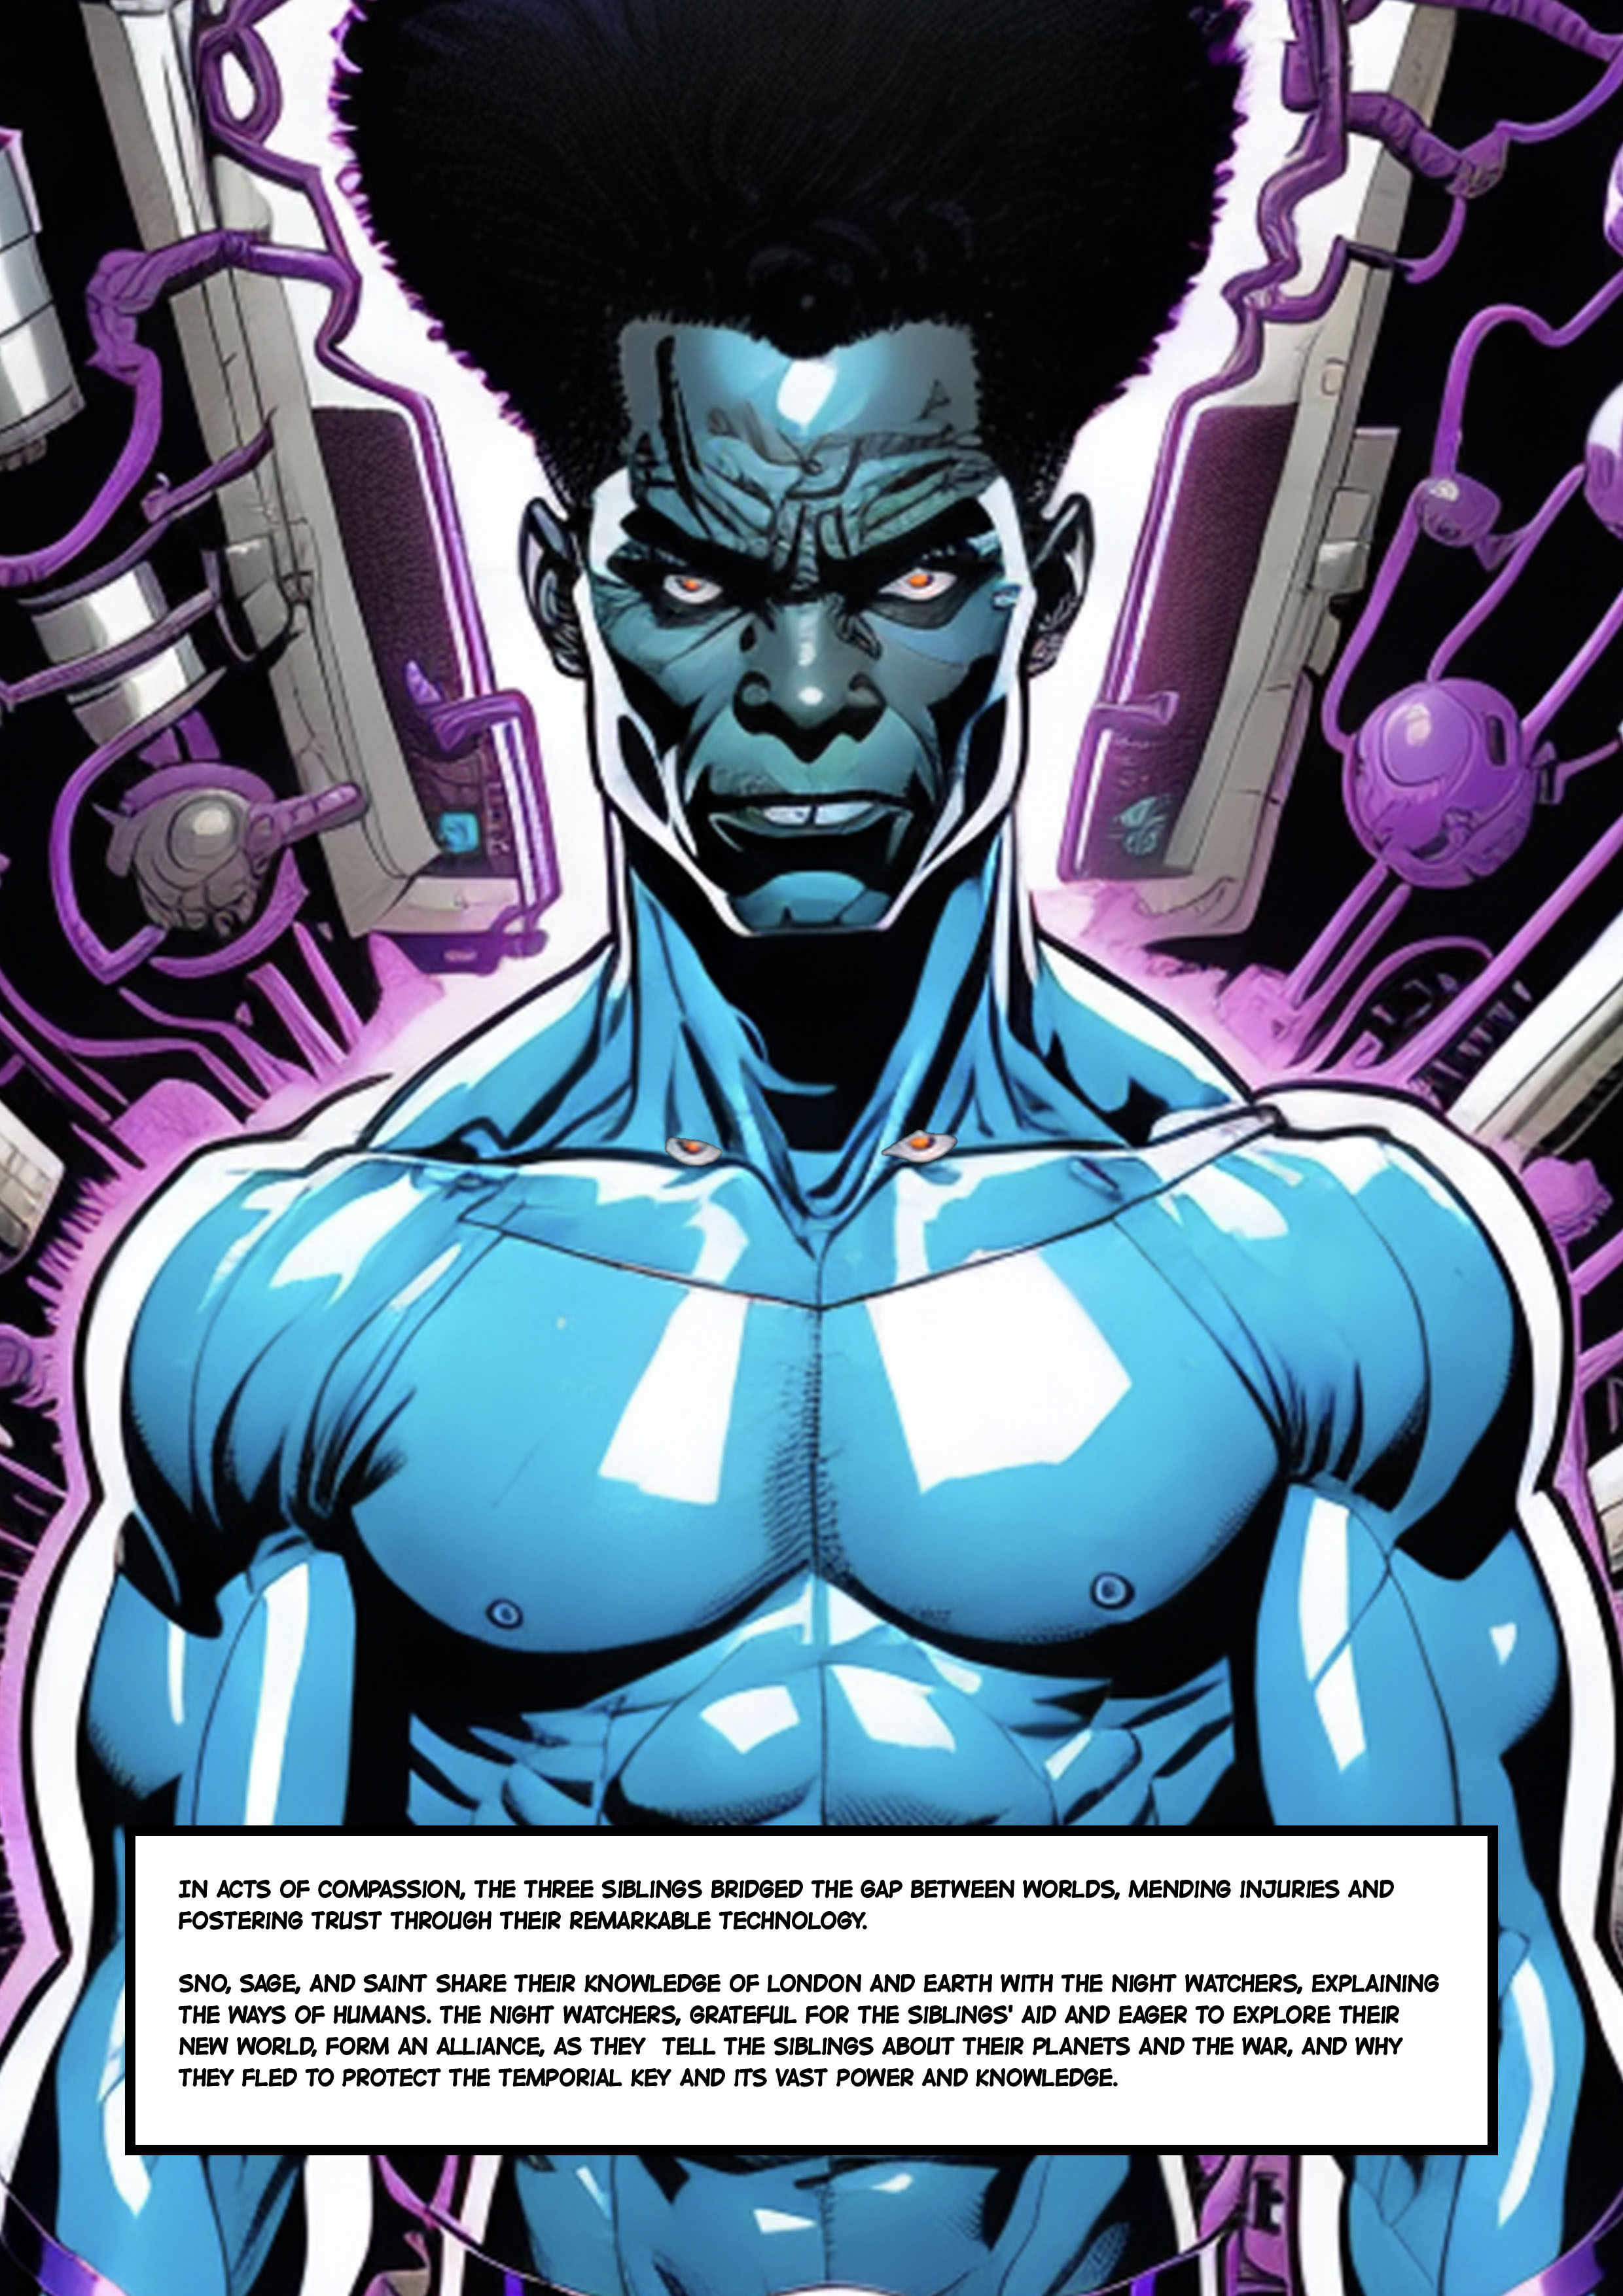 IN ACTS OF COMPASSION, THE THREE SIBLINGS BRIDGED THE GAP BETWEEN WORLDS, MENDING INJURIES AND
FOSTERING TRUST THROUGH THEIR REMARKABLE TECHNOLOGY.
SNO, SAGE, AND SAINT SHARE THEIR KNOWLEDGE OF LONDON AND EARTH WITH THE NIGHT WATCHERS, EXPLAINING
THE WAYS OF HUMANS. THE NIGHT WATCHERS, GRATEFUL FOR THE SIBLINGS' AID AND EAGER TO EXPLORE THEIR
NEW WORLD, FORM AN ALLIANCE, AS THEY  TELL THE SIBLINGS ABOUT THEIR PLANETS AND THE WAR, AND WHY
THEY FLED TO PROTECT THE TEMPORIAL KEY AND ITS VAST POWER AND KNOWLEDGE.